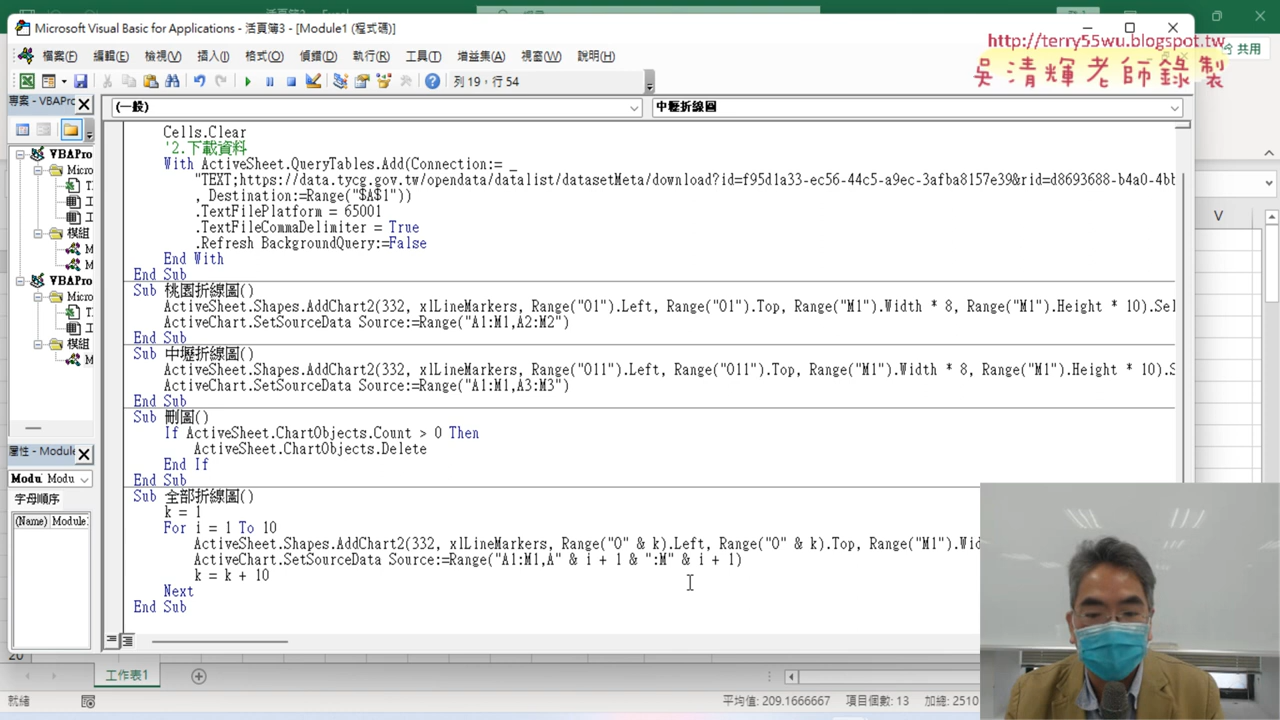 Microsoft Visual Basic for Applications - 活頁簿3 - [Module1 (程式碼)]
http://terry55wu.blogspot.tw
吳清輝老師錄製
共用
檔案(F) 編輯(E) 檢視(V) 插入(I) 格式(O) 偵錯(D) 執行(R) 工具(T) 增益集(A) 視窗(W) 說明(H)
列 19，行 54
專案 - VBAPro
(一般)
中壢折線圖
VBAPro
Micro
模組
VBAPro
Micro
模組
屬性 - Module
Modu Modu
字母順序
(Name) Module
Cells.Clear
'2.下載資料
With ActiveSheet.QueryTables.Add(Connection:= _
"TEXT;https://data.tycg.gov.tw/opendata/datalist/datasetMeta/download?id=f95d1a33-ec56-44c5-a9ec-3afba8157e39&rid=d8693688-b4a0-4b
, Destination:=Range("$A$1"))
.TextFilePlatform = 65001
.TextFileCommaDelimiter = True
.Refresh BackgroundQuery:=False
End With
End Sub
Sub 桃園折線圖()
ActiveSheet.Shapes.AddChart2(332, xlLineMarkers, Range("O1").Left, Range("O1").Top, Range("M1").Width * 8, Range("M1").Height * 10).Sel
ActiveChart.SetSourceData Source:=Range("A1:M1,A2:M2")
End Sub
Sub 中壢折線圖()
ActiveSheet.Shapes.AddChart2(332, xlLineMarkers, Range("O11").Left, Range("O11").Top, Range("M1").Width * 8, Range("M1").Height * 10).S
ActiveChart.SetSourceData Source:=Range("A1:M1,A3:M3")
End Sub
Sub 刪圖()
If ActiveSheet.ChartObjects.Count > 0 Then
ActiveSheet.ChartObjects.Delete
End If
End Sub
Sub 全部折線圖()
k = 1
For i = 1 To 10
ActiveSheet.Shapes.AddChart2(332, xlLineMarkers, Range("O" & k).Left, Range("O" & k).Top, Range("M1").Wid
ActiveChart.SetSourceData Source:=Range("A1:M1,A" & i + 1 & ":M" & i + 1)
k = k + 10
Next
End Sub
V
20
工作表1
就緒
平均值: 209.1666667 項目個數: 13 加總: 2510